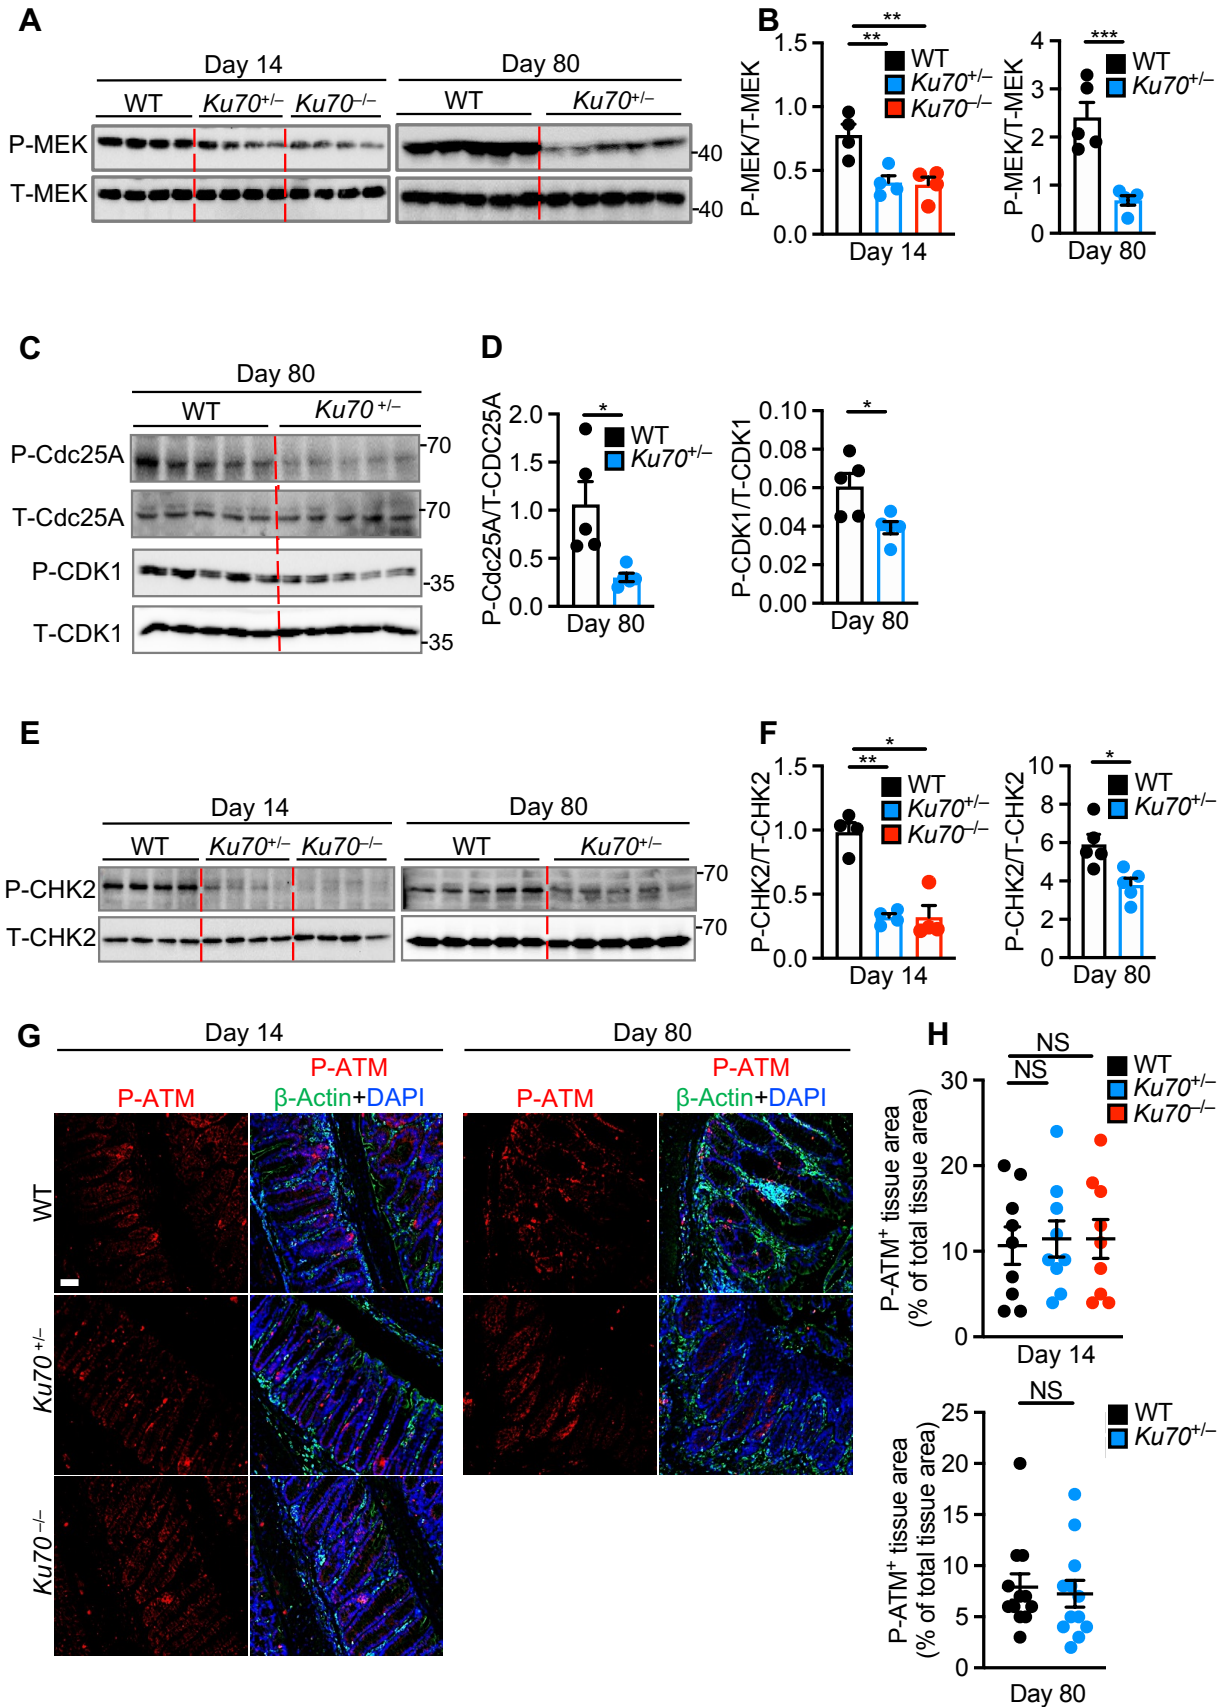 A
Day 14
Day 80
WT
Ku70+/–
Ku70–/–
WT
Ku70+/–
P-MEK
-40
T-MEK
-40
B
**
**
P-MEK/T-MEK
1.5
1.0
0.5
0.0
WT
Ku70+/–
Ku70–/–
Day 14
***
P-MEK/T-MEK
4
3
2
1
0
WT
Ku70+/–
Day 80
C
Day 80
WT
Ku70+/–
P-Cdc25A
-70
T-Cdc25A
-70
P-CDK1
-35
T-CDK1
-35
D
*
P-Cdc25A/T-CDC25A
2.0
1.5
1.0
0.5
0.0
WT
Ku70+/–
Day 80
*
P-CDK1/T-CDK1
0.10
0.08
0.06
0.04
0.02
0.00
WT
Ku70+/–
Day 80
E
Day 14
Day 80
WT
Ku70+/–
Ku70–/–
WT
Ku70+/–
P-CHK2
-70
T-CHK2
-70
F
*
**
P-CHK2/T-CHK2
1.5
1.0
0.5
0.0
WT
Ku70+/–
Ku70–/–
Day 14
*
P-CHK2/T-CHK2
10
8
6
4
2
0
WT
Ku70+/–
Day 80
G
Day 14
Day 80
P-ATM
P-ATM
β-Actin+DAPI
P-ATM
P-ATM
β-Actin+DAPI
WT
Ku70+/–
Ku70–/–
H
NS
NS
WT
Ku70+/–
Ku70–/–
P-ATM+ tissue area
(% of total tissue area)
30
20
10
0
Day 14
NS
WT
Ku70+/–
P-ATM+ tissue area
(% of total tissue area)
25
20
15
10
5
0
Day 80